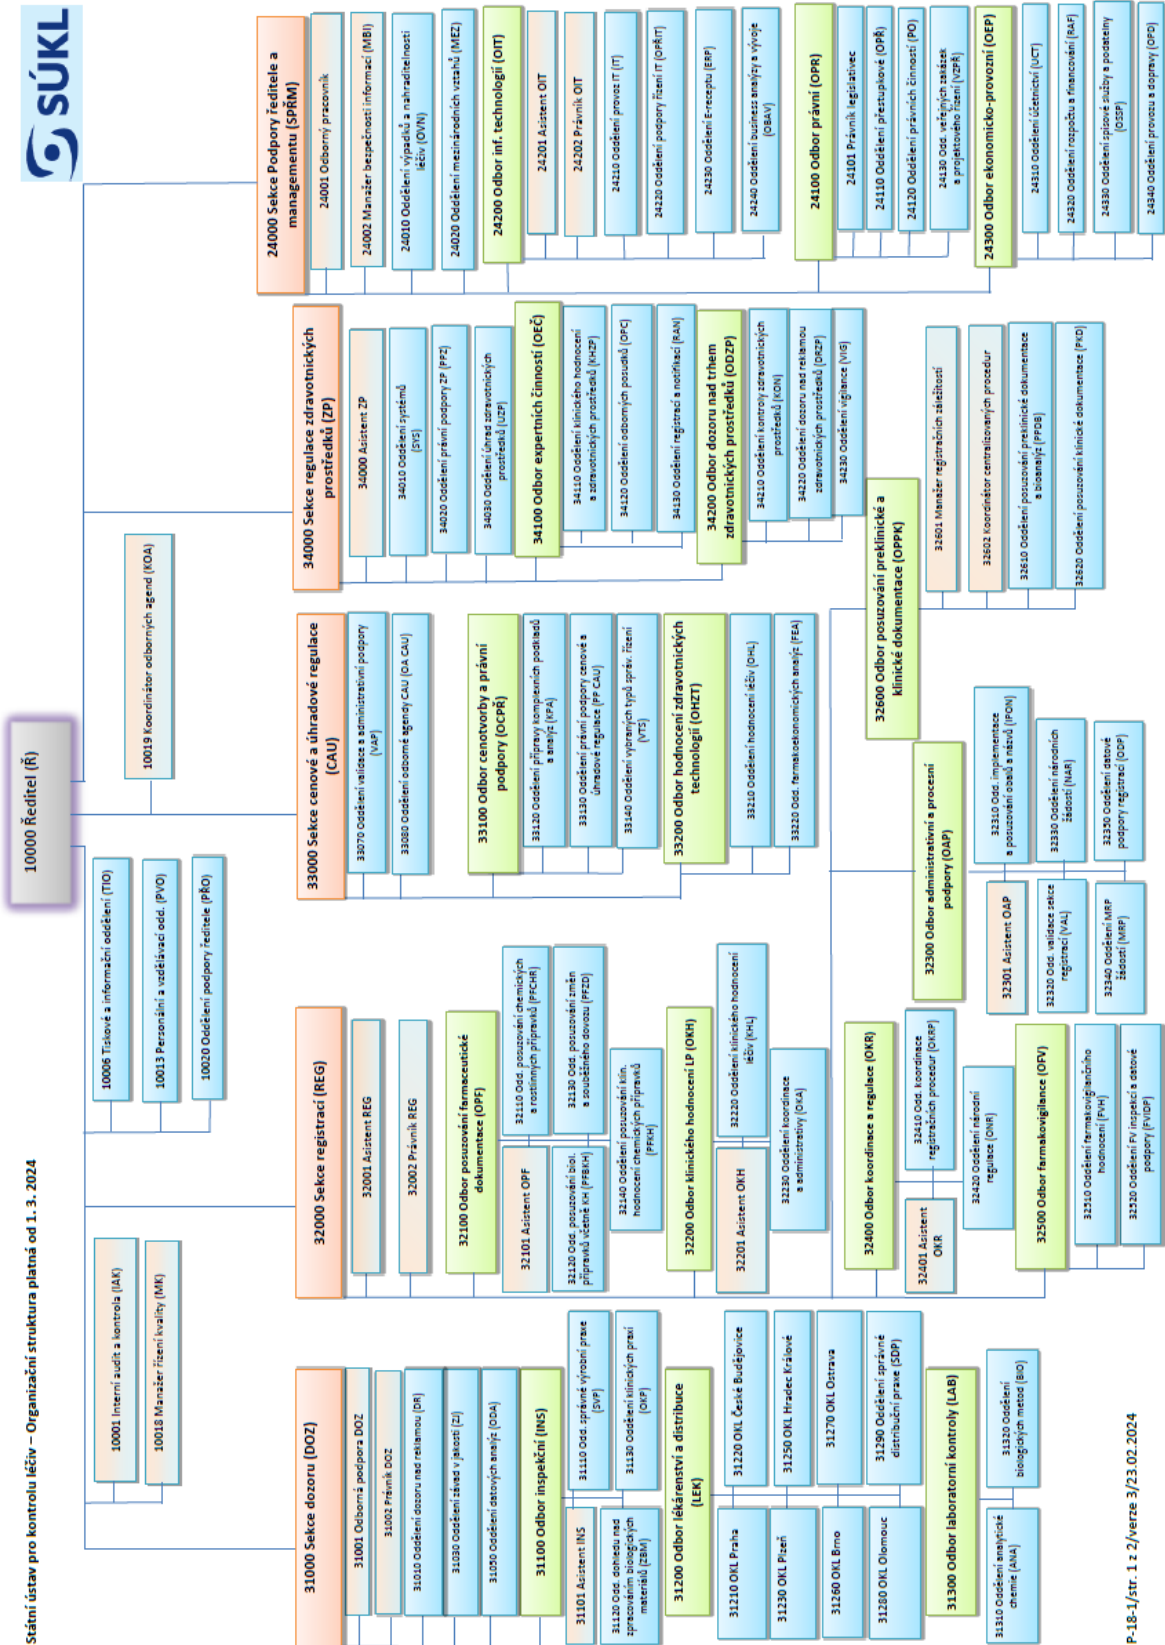 Státní ústav pro kontrolu léčiv – Organizační struktura platná od 1. 3. 2024
SÚKL
10000 Ředitel (Ř)
10001 Interní audit a kontrola (IAK)
10018 Manažer řízení kvality (MK)
10006 Tiskové a informační oddělení (TIO)
10013 Personální a vzdělávací odd. (PVO)
10020 Oddělení podpory ředitele (PŘO)
10019 Koordinátor odborných agend (KOA)
31000 Sekce dozoru (DOZ)
31001 Odborná podpora DOZ
31002 Právník DOZ
31010 Oddělení dozoru nad reklamou (DR)
31030 Oddělení závad v jakosti (ZJ)
31050 Oddělení datových analýz (ODA)
31100 Odbor inspekční (INS)
31101 Asistent INS
31110 Odd. správné výrobní praxe
(SVP)
31120 Odd. dohledu nad
zpracováním biologických
materiálů (ZBM)
31130 Oddělení klinických praxí
(OKP)
31200 Odbor lékárenství a distribuce
(LEK)
31210 OKL Praha
31220 OKL České Budějovice
31230 OKL Plzeň
31250 OKL Hradec Králové
31260 OKL Brno
31270 OKL Ostrava
31280 OKL Olomouc
31290 Oddělení správné
distribuční praxe (SDP)
31300 Odbor laboratorní kontroly (LAB)
31310 Oddělení analytické
chemie (ANA)
31320 Oddělení
biologických metod (BIO)
32000 Sekce registrací (REG)
32001 Asistent REG
32002 Právník REG
32100 Odbor posuzování farmaceutické
dokumentace (OPF)
32101 Asistent OPF
32110 Odd. posuzování chemických
a rostlinných přípravků (PFCHR)
32120 Odd. posuzování biol.
přípravků včetně KH (PFBKH)
32130 Odd. posuzování změn
a souběžného dovozu (PFZD)
32140 Oddělení posuzování klin.
hodnocení chemických přípravků
(PFKH)
32200 Odbor klinického hodnocení LP (OKH)
32201 Asistent OKH
32220 Oddělení klinického hodnocení
léčiv (KHL)
32230 Oddělení koordinace
a administrativy (OKA)
32400 Odbor koordinace a regulace (OKR)
32401 Asistent
OKR
32410 Odd. koordinace
registračních procedur (OKRP)
32420 Oddělení národní
regulace (ONR)
32500 Odbor farmakovigilance (OFV)
32510 Oddělení farmakovigilančního
hodnocení (FVH)
32520 Oddělení FV inspekcí a datové
podpory (FVIDP)
32300 Odbor administrativní a procesní
podpory (OAP)
32301 Asistent OAP
32310 Odd. implementace
a posuzování obalů a názvů (IPON)
32320 Odd. validace sekce
registrací (VAL)
32330 Oddělení národních
žádostí (NAR)
32340 Oddělení MRP
žádostí (MRP)
32350 Oddělení datové
podpory registrací (ODP)
32600 Odbor posuzování preklinické a
klinické dokumentace (OPPK)
32601 Manažer registračních záležitostí
32602 Koordinátor centralizovaných procedur
32610 Oddělení posuzování preklinické dokumentace
a bioanalýz (PPDB)
32620 Oddělení posuzování klinické dokumentace (PKD)
33000 Sekce cenové a úhradové regulace
(CAU)
33070 Oddělení validace a administrativní podpory
(VAP)
33080 Oddělení odborné agendy CAU (OA CAU)
33100 Odbor cenotvorby a právní
podpory (OCPŘ)
33120 Oddělení přípravy komplexních podkladů
a analýz (KPA)
33130 Oddělení právní podpory cenové a
úhradové regulace (PP CAU)
33140 Oddělení vybraných typů správ. řízení
(VTS)
33200 Odbor hodnocení zdravotnických
technologií (OHZT)
33210 Oddělení hodnocení léčiv (OHL)
33220 Odd. farmakoekonomických analýz (FEA)
34000 Sekce regulace zdravotnických
prostředků (ZP)
34000 Asistent ZP
34010 Oddělení systémů
(SYS)
34020 Oddělení právní podpory ZP (PPZ)
34030 Oddělení úhrad zdravotnických
prostředků (UZP)
34100 Odbor expertních činností (OEČ)
34110 Oddělení klinického hodnocení
a zdravotnických prostředků (KHZP)
34120 Oddělení odborných posudků (OPC)
34130 Oddělení registrací a notifikací (RAN)
34200 Odbor dozoru nad trhem
zdravotnických prostředků (ODZP)
34210 Oddělení kontroly zdravotnických
prostředků (KON)
34220 Oddělení dozoru nad reklamou
zdravotnických prostředků (DRZP)
34230 Oddělení vigilance (VIG)
24000 Sekce Podpory ředitele a
managementu (SPŘM)
24001 Odborný pracovník
24002 Manažer bezpečnosti informací (MBI)
24010 Oddělení výpadků a nahraditelnosti
léčiv (OVN)
24020 Oddělení mezinárodních vztahů (MEZ)
24200 Odbor inf. technologií (OIT)
24201 Asistent OIT
24202 Právník OIT
24210 Oddělení provoz IT (IT)
24220 Oddělení podpory řízení IT (OPŘIT)
24230 Oddělení E-receptu (ERP)
24240 Oddělení business analýzy a vývoje
(OBAV)
24100 Odbor právní (OPR)
24101 Právník legislativec
24110 Oddělení přestupkové (OPŘ)
24120 Oddělení právních činností (PO)
24130 Odd. veřejných zakázek
a projektového řízení (VZPŘ)
24300 Odbor ekonomicko-provozní (OEP)
24310 Oddělení účetnictví (UCT)
24320 Oddělení rozpočtu a financování (RAF)
24330 Oddělení spisové služby a podatelny
(OSSP)
24340 Oddělení provozu a dopravy (OPD)
P-18-1/str. 1 z 2/verze 3/23.02.2024